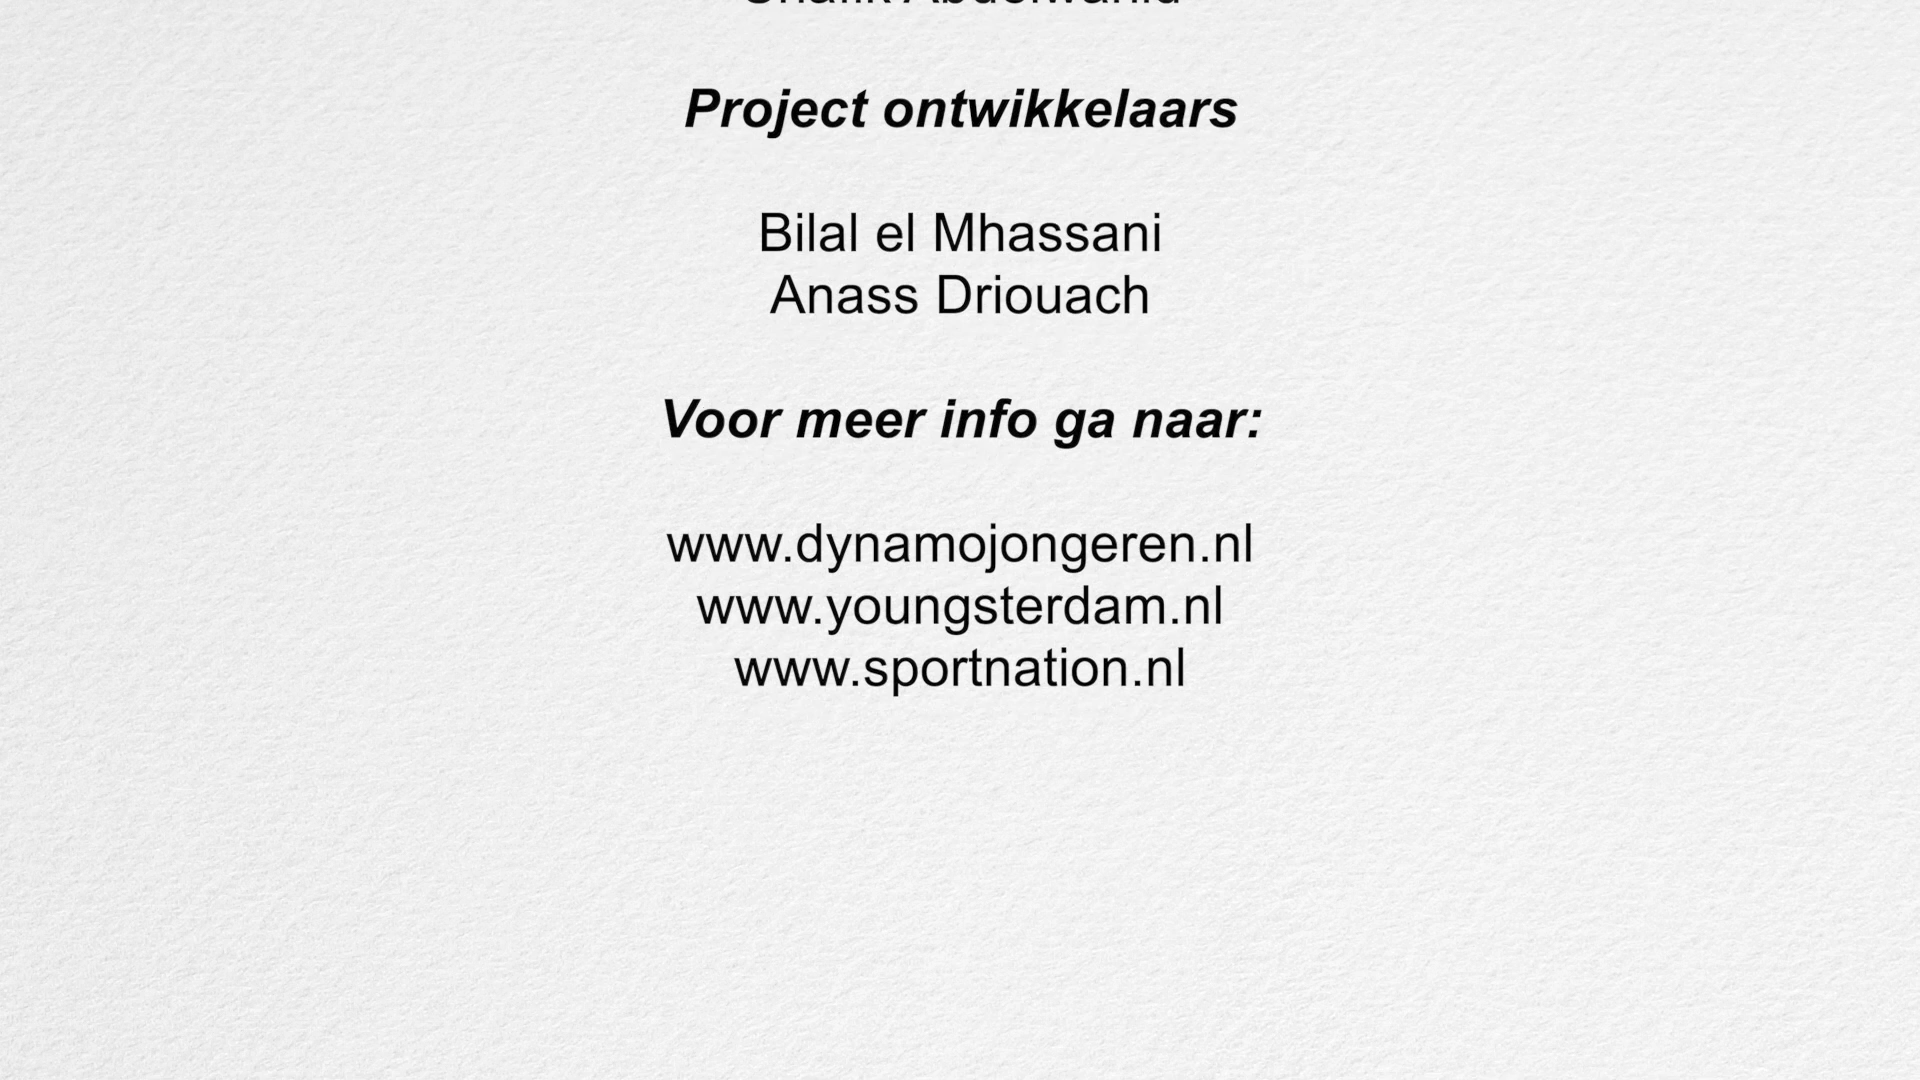 Project ontwikkelaars
Bilal el Mhassani
Anass Driouach
Voor meer info ga naar:
www.dynamojongeren.nl
www.youngsterdam.nl
www.sportnation.nl